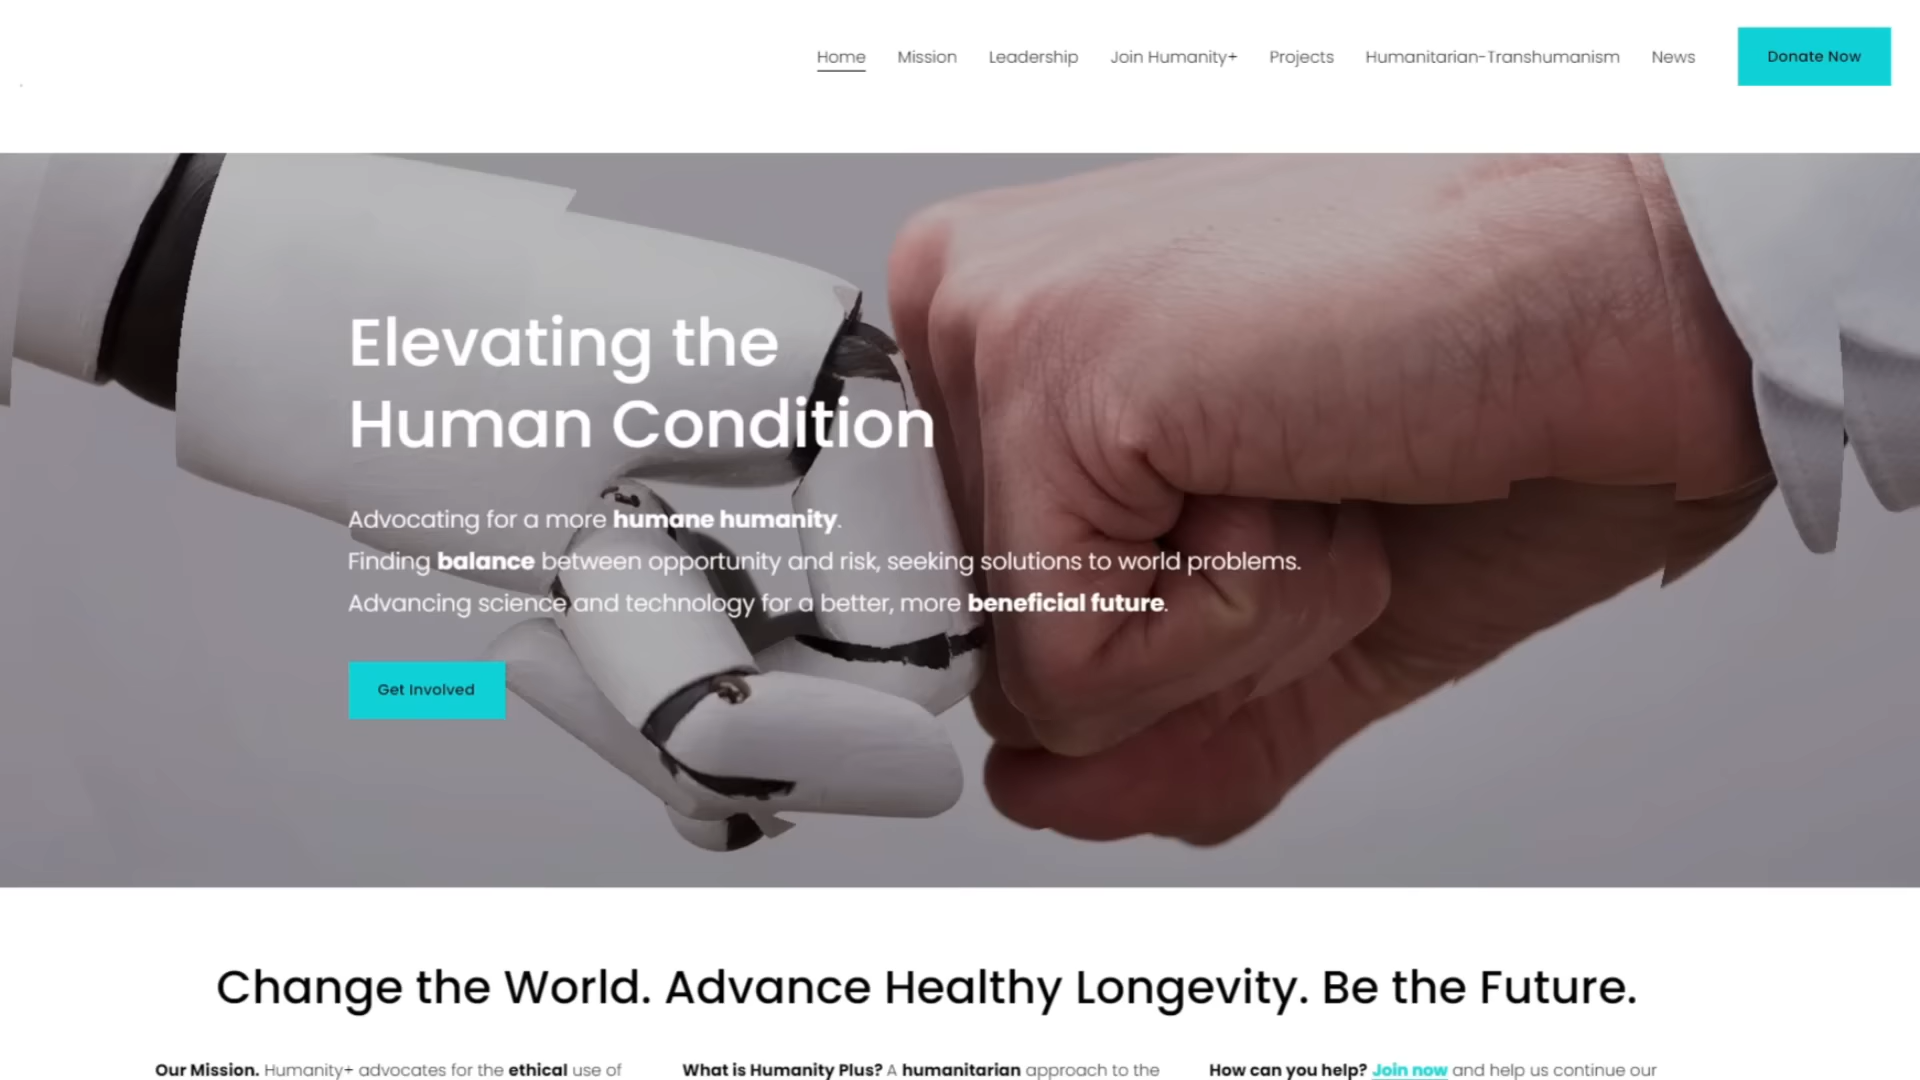 Home Mission Leadership Join Humanity+ Projects Humanitarian-Transhumanism News Donate Now
Elevating the
Human Condition
Advocating for a more humane humanity.
Finding balance between opportunity and risk, seeking solutions to world problems.
Advancing science and technology for a better, more beneficial future.
Get Involved
Change the World. Advance Healthy Longevity. Be the Future.
Our Mission. Humanity+ advocates for the ethical use of
What is Humanity Plus? A humanitarian approach to the
How can you help? Join now and help us continue our